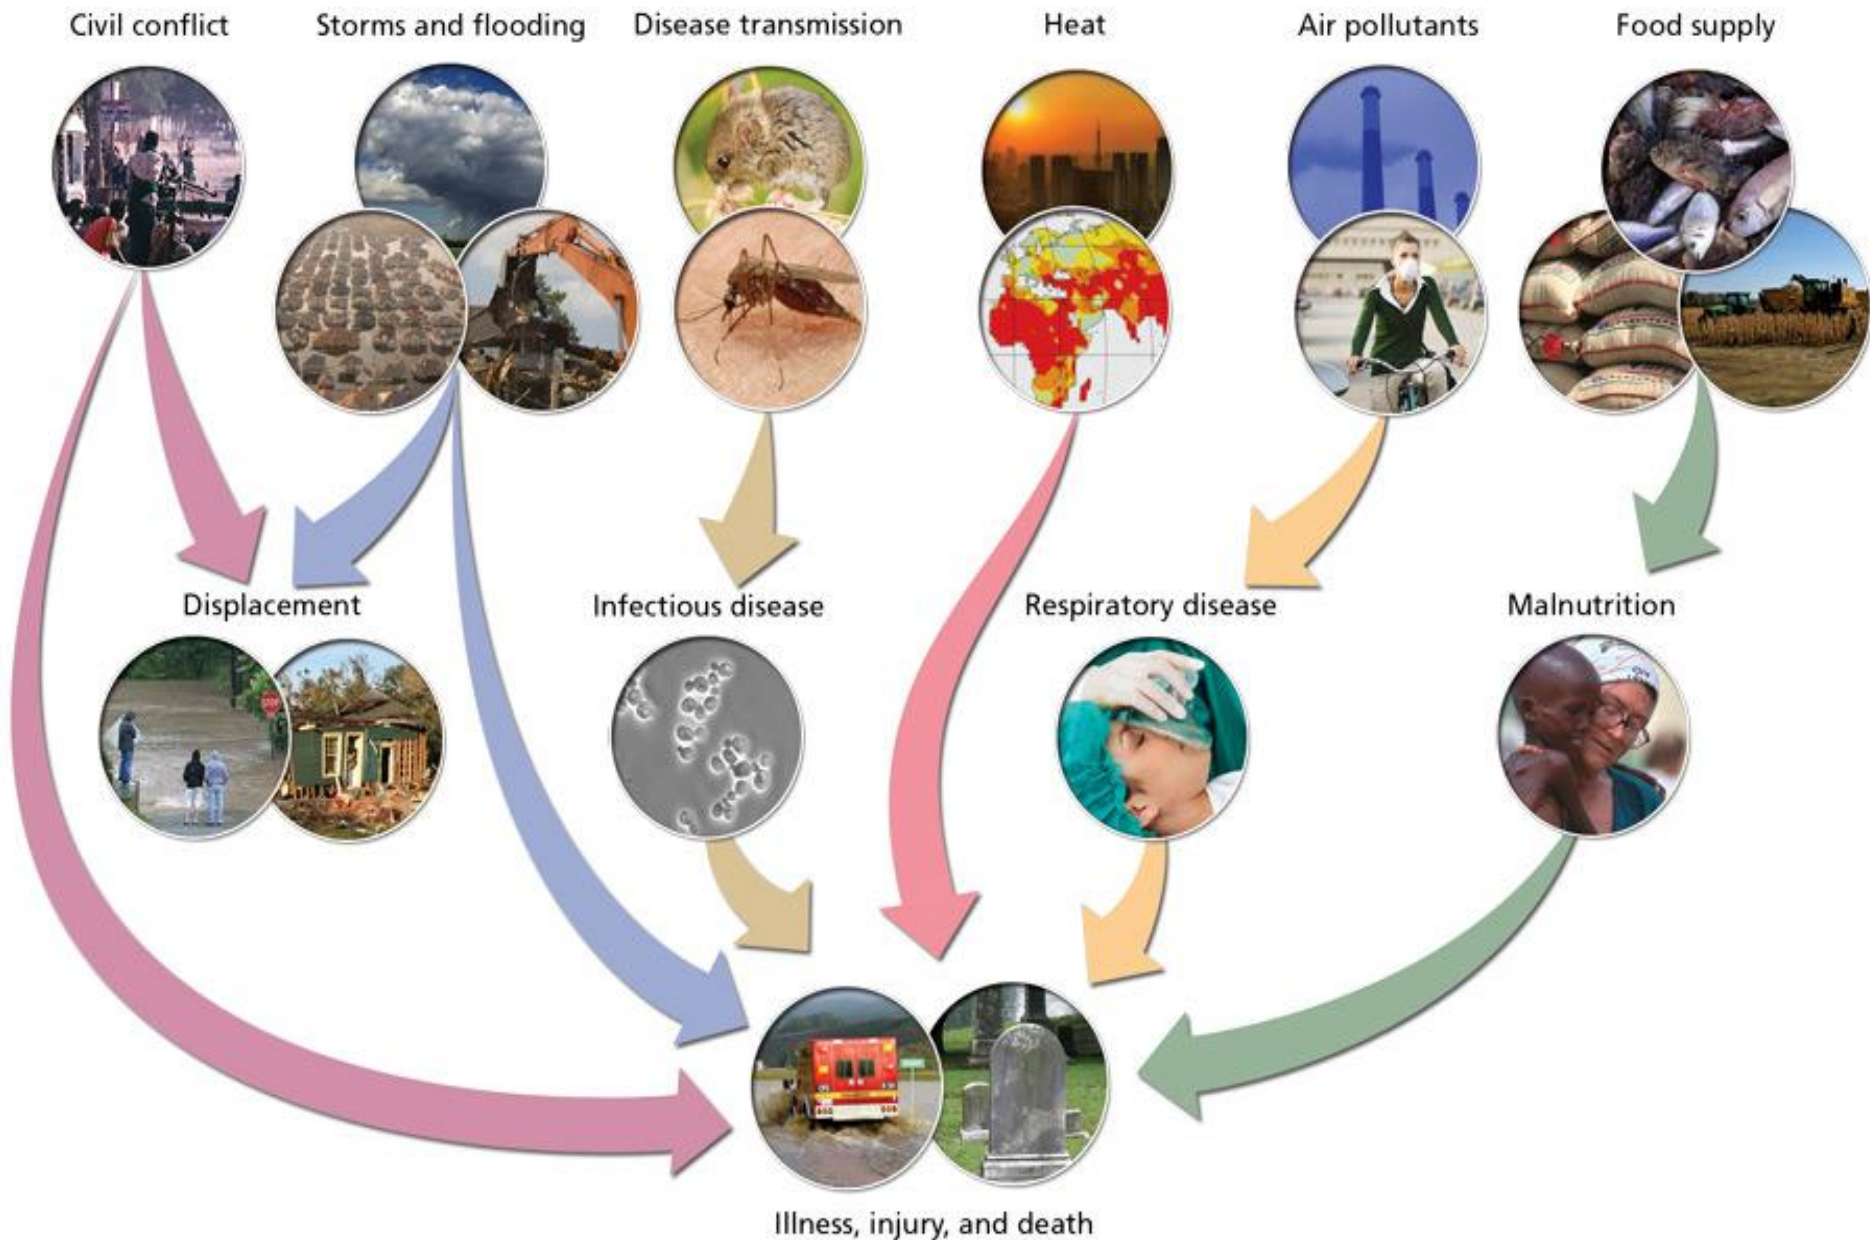 Civil conflict
Storms and flooding
Disease transmission
Heat
Air pollutants
Food supply
Displacement
Infectious disease
Respiratory disease
Malnutrition
Illness, injury, and death